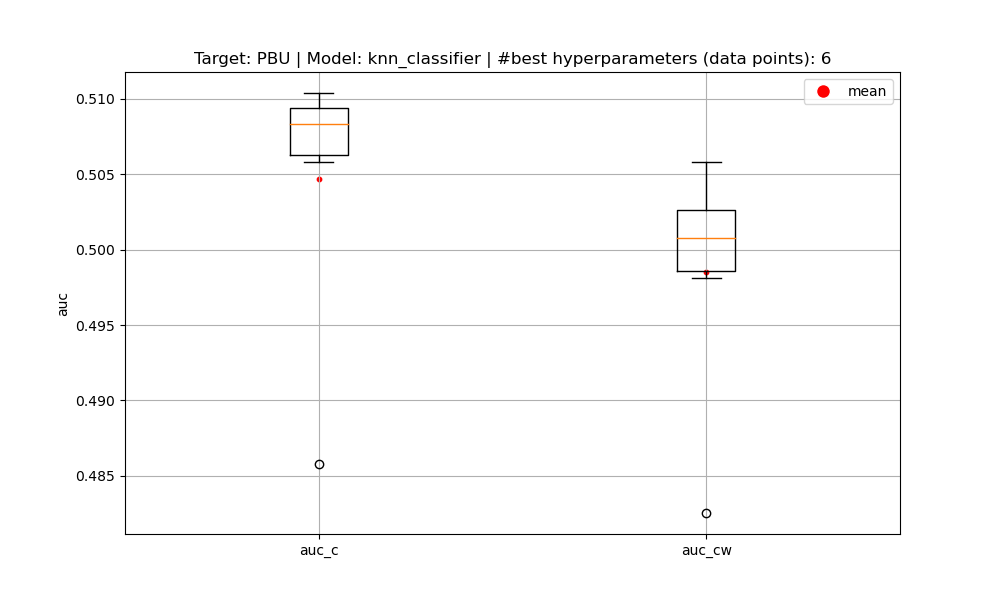 Target: PBU | Model: knn_classifier | #best hyperparameters (data points): 6
mean
0.510
0.505
0.500
0.495
0.490
0.485
auc
auc_c
auc_cw